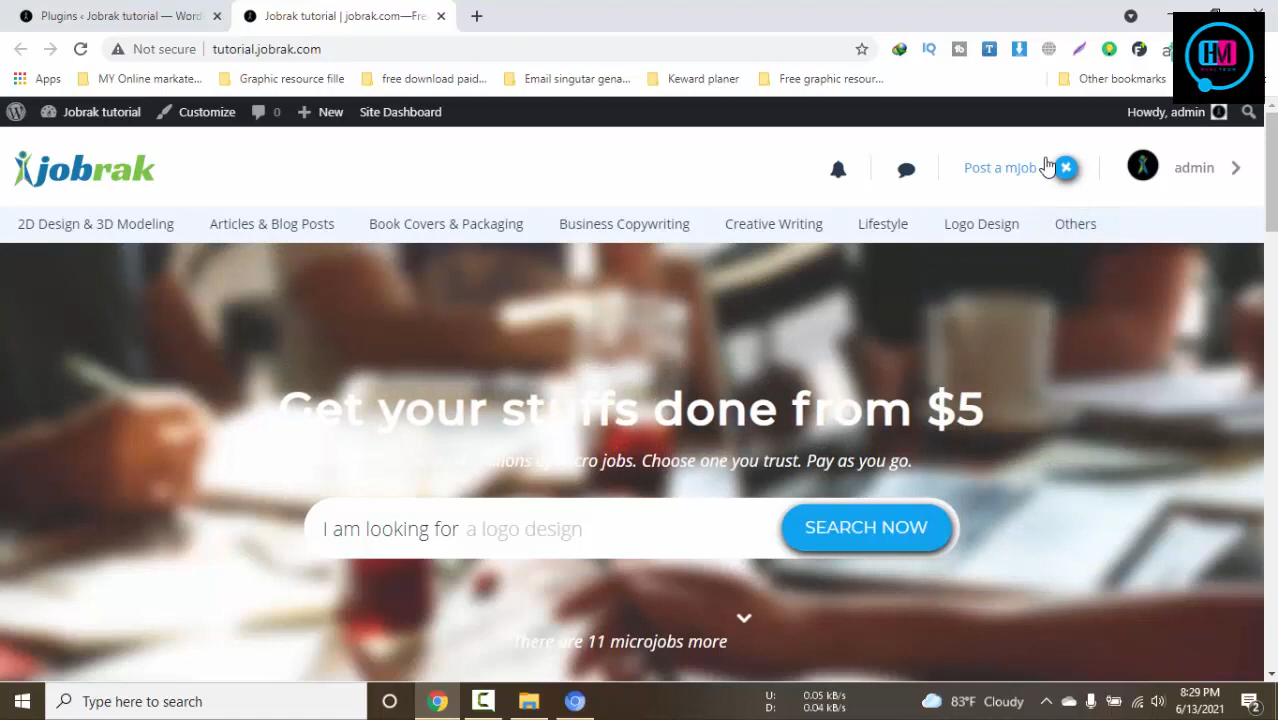 Plugins ‹ Jobrak tutorial — Word
Jobrak tutorial | jobrak.com—Fre
Not secure
tutorial.jobrak.com
Apps
MY Online markate...
Graphic resource fille
free download paid...
Email singutar gena...
Keward planer
Free graphic resour...
Other bookmarks
HM
Jobrak tutorial
Customize
0
New
Site Dashboard
Howdy, admin
jobrak
Post a mJob
admin
2D Design & 3D Modeling
Articles & Blog Posts
Book Covers & Packaging
Business Copywriting
Creative Writing
Lifestyle
Logo Design
Others
Get your stuffs done from $5
micro jobs. Choose one you trust. Pay as you go.
I am looking for a logo design
SEARCH NOW
There are 11 microjobs more
Type here to search
U: 0.05 kB/s
D: 0.04 kB/s
83°F Cloudy
8:29 PM
6/13/2021
2